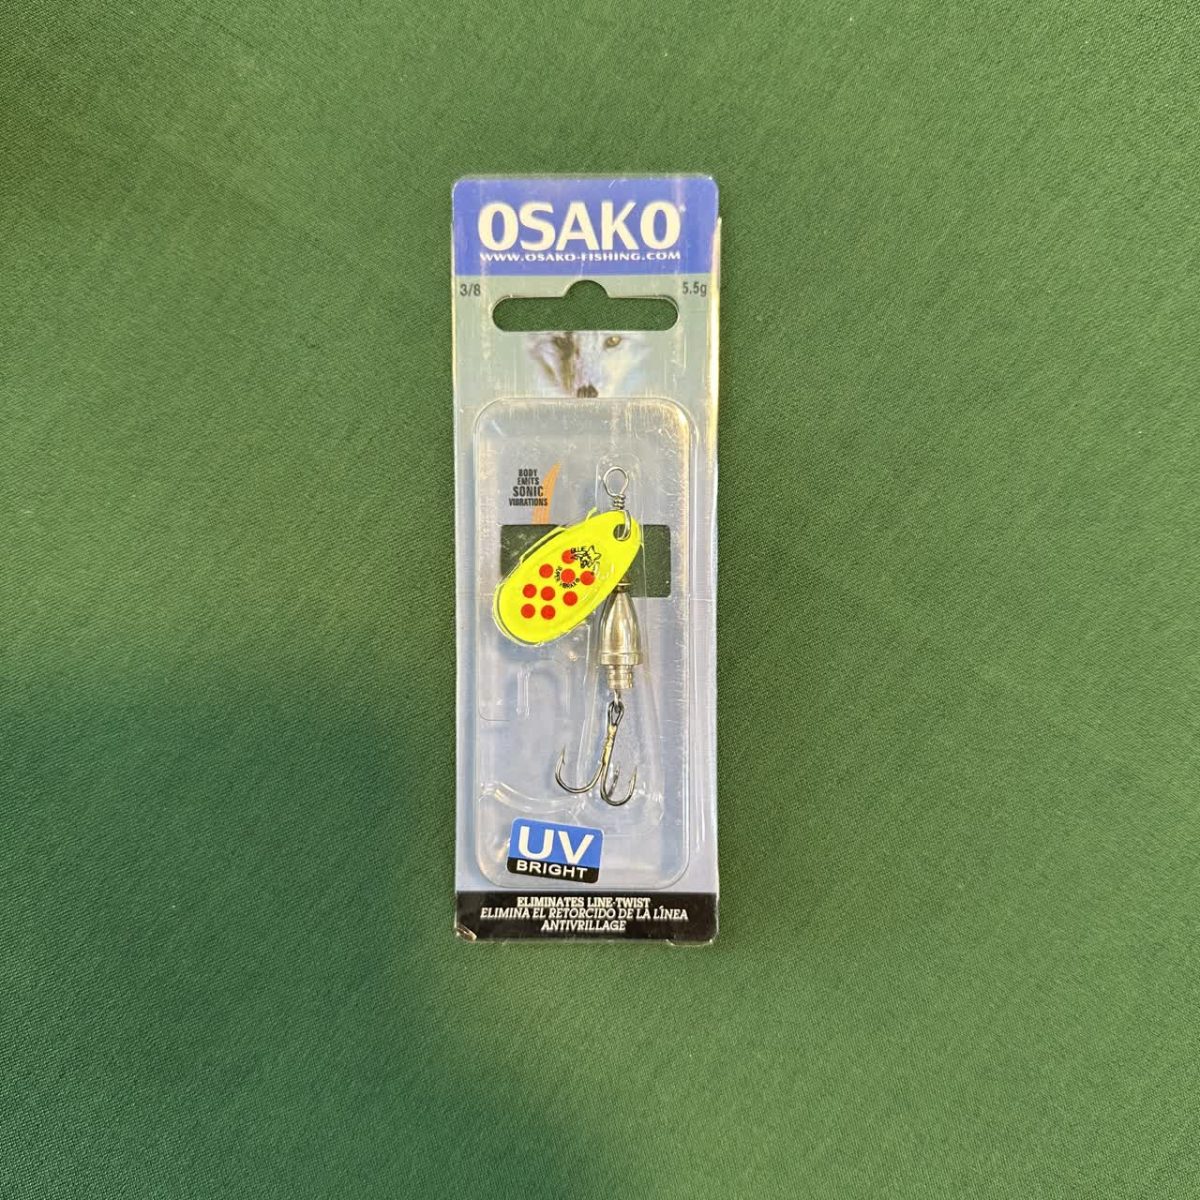 OSAKO
WWW.OSAKO-FISHING.COM
3/8
5.5g
BODY
EMITS
SONIC
VIBRATIONS
BLUE
UV
BRIGHT
ELIMINATES LINE-TWIST
ELIMINA EL RETORCIDO DE LA LÍNEA
ANTIVRILLAGE